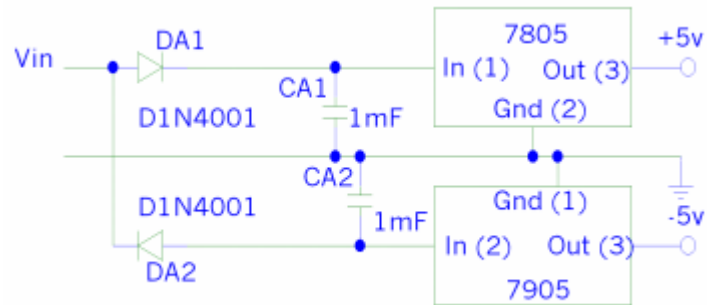 DA1
7805
+5v
Vin
In (1)
Out (3)
CA1
Gnd (2)
D1N4001
1mF
CA2
D1N4001
Gnd (1)
-5v
1mF
In (2)
Out (3)
DA2
7905